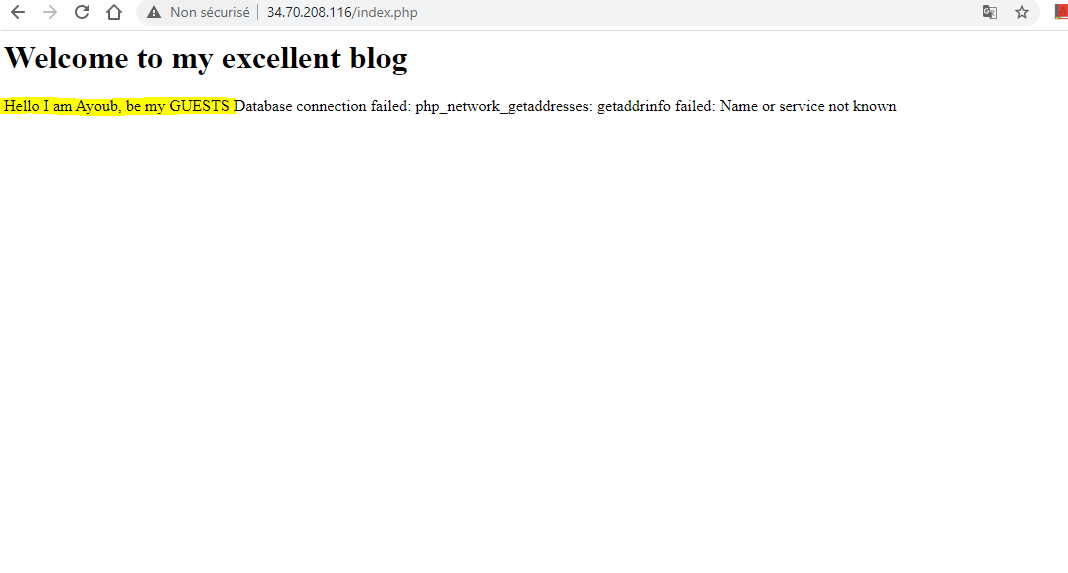 Non sécurisé | 34.70.208.116/index.php
Welcome to my excellent blog
Hello I am Ayoub, be my GUESTS Database connection failed: php_network_getaddresses: getaddrinfo failed: Name or service not known